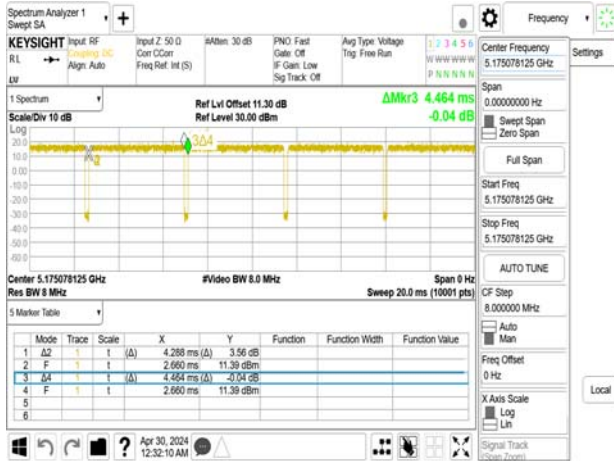 Spectrum Analyzer 1
Swept SA
+
Frequency
KEYSIGHT
Input: RF
Coupling: DC
Align: Auto
Input Z: 50 Ω
Corr CCorr
Freq Ref: Int (S)
#Atten: 30 dB
PNO: Fast
Gate: Off
IF Gain: Low
Sig Track: Off
Avg Type: Voltage
Trig: Free Run
1 2 3 4 5 6
W W W W W W
P N N N N N
RL
1 Spectrum
Scale/Div 10 dB
Ref Lvl Offset 11.30 dB
Ref Level 30.00 dBm
ΔMkr3 4.464 ms
-0.04 dB
Log
20.0
10.0
0.00
-10.0
-20.0
-30.0
-40.0
-50.0
-60.0
3Δ4
Center 5.175078125 GHz
Res BW 8 MHz
#Video BW 8.0 MHz
Span 0 Hz
Sweep 20.0 ms (10001 pts)
5 Marker Table
Mode Trace Scale X Y Function Function Width Function Value
1 Δ2 1 t (Δ) 4.288 ms (Δ) 3.56 dB
2 F 1 t 2.660 ms 11.39 dBm
3 Δ4 1 t (Δ) 4.464 ms (Δ) -0.04 dB
4 F 1 t 2.660 ms 11.39 dBm
5
6
Apr 30, 2024
12:32:10 AM
?
Center Frequency
5.175078125 GHz
Settings
Span
0.00000000 Hz
Swept Span
Zero Span
Full Span
Start Freq
5.175078125 GHz
Stop Freq
5.175078125 GHz
AUTO TUNE
CF Step
8.000000 MHz
Auto
Man
Freq Offset
0 Hz
Local
X Axis Scale
Log
Lin
Signal Track
(Span Zoom)